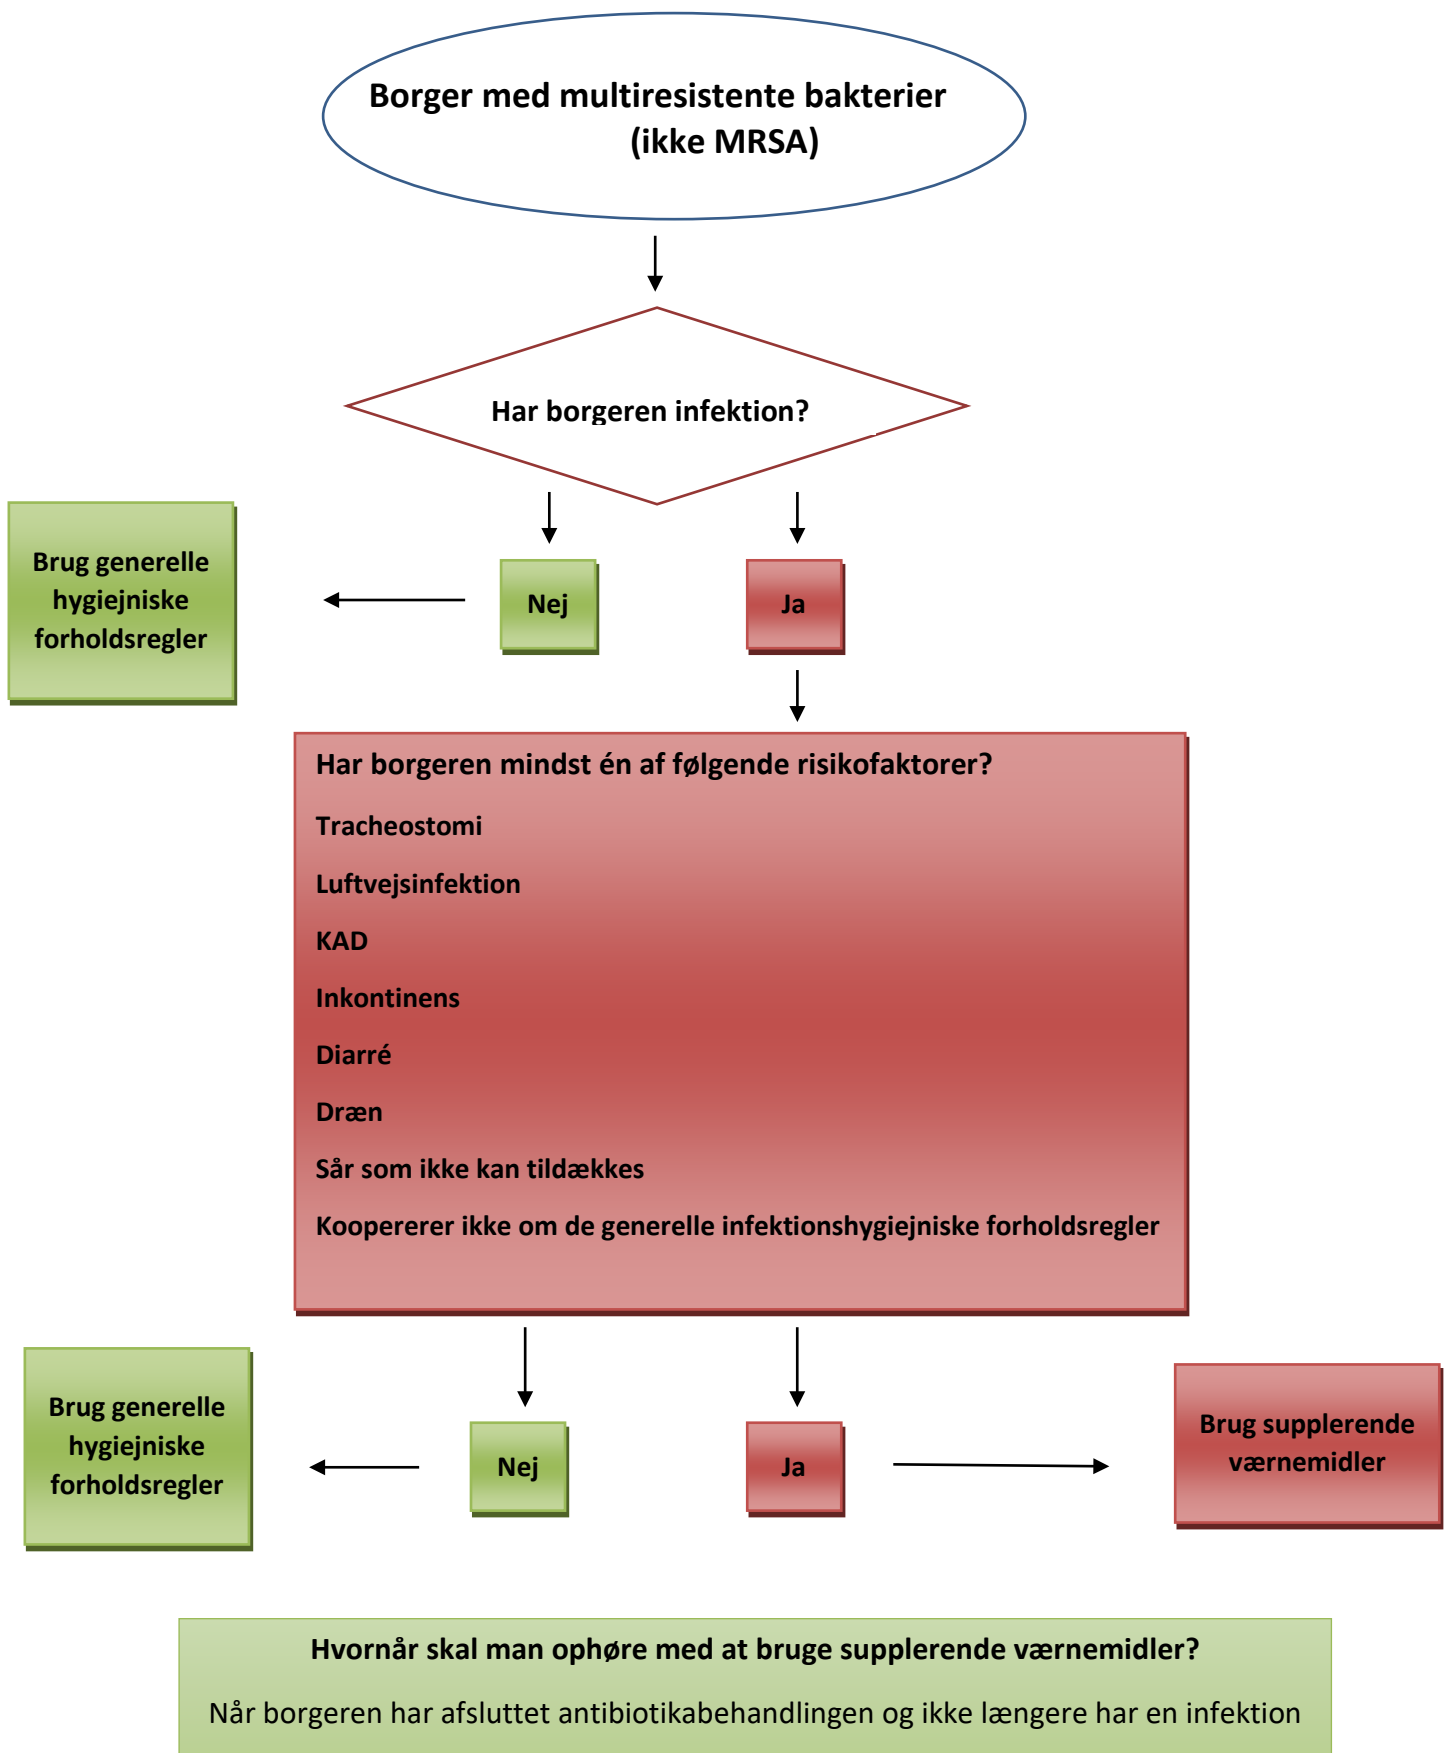 Borger med multiresistente bakterier
(ikke MRSA)
Har borgeren infektion?
Brug generelle
hygiejniske
forholdsregler
Nej
Ja
Har borgeren mindst én af følgende risikofaktorer?
Tracheostomi
Luftvejsinfektion
KAD
Inkontinens
Diarré
Dræn
Sår som ikke kan tildækkes
Koopererer ikke om de generelle infektionshygiejniske forholdsregler
Brug generelle
hygiejniske
forholdsregler
Nej
Ja
Brug supplerende
værnemidler
Hvornår skal man ophøre med at bruge supplerende værnemidler?
Når borgeren har afsluttet antibiotikabehandlingen og ikke længere har en infektion